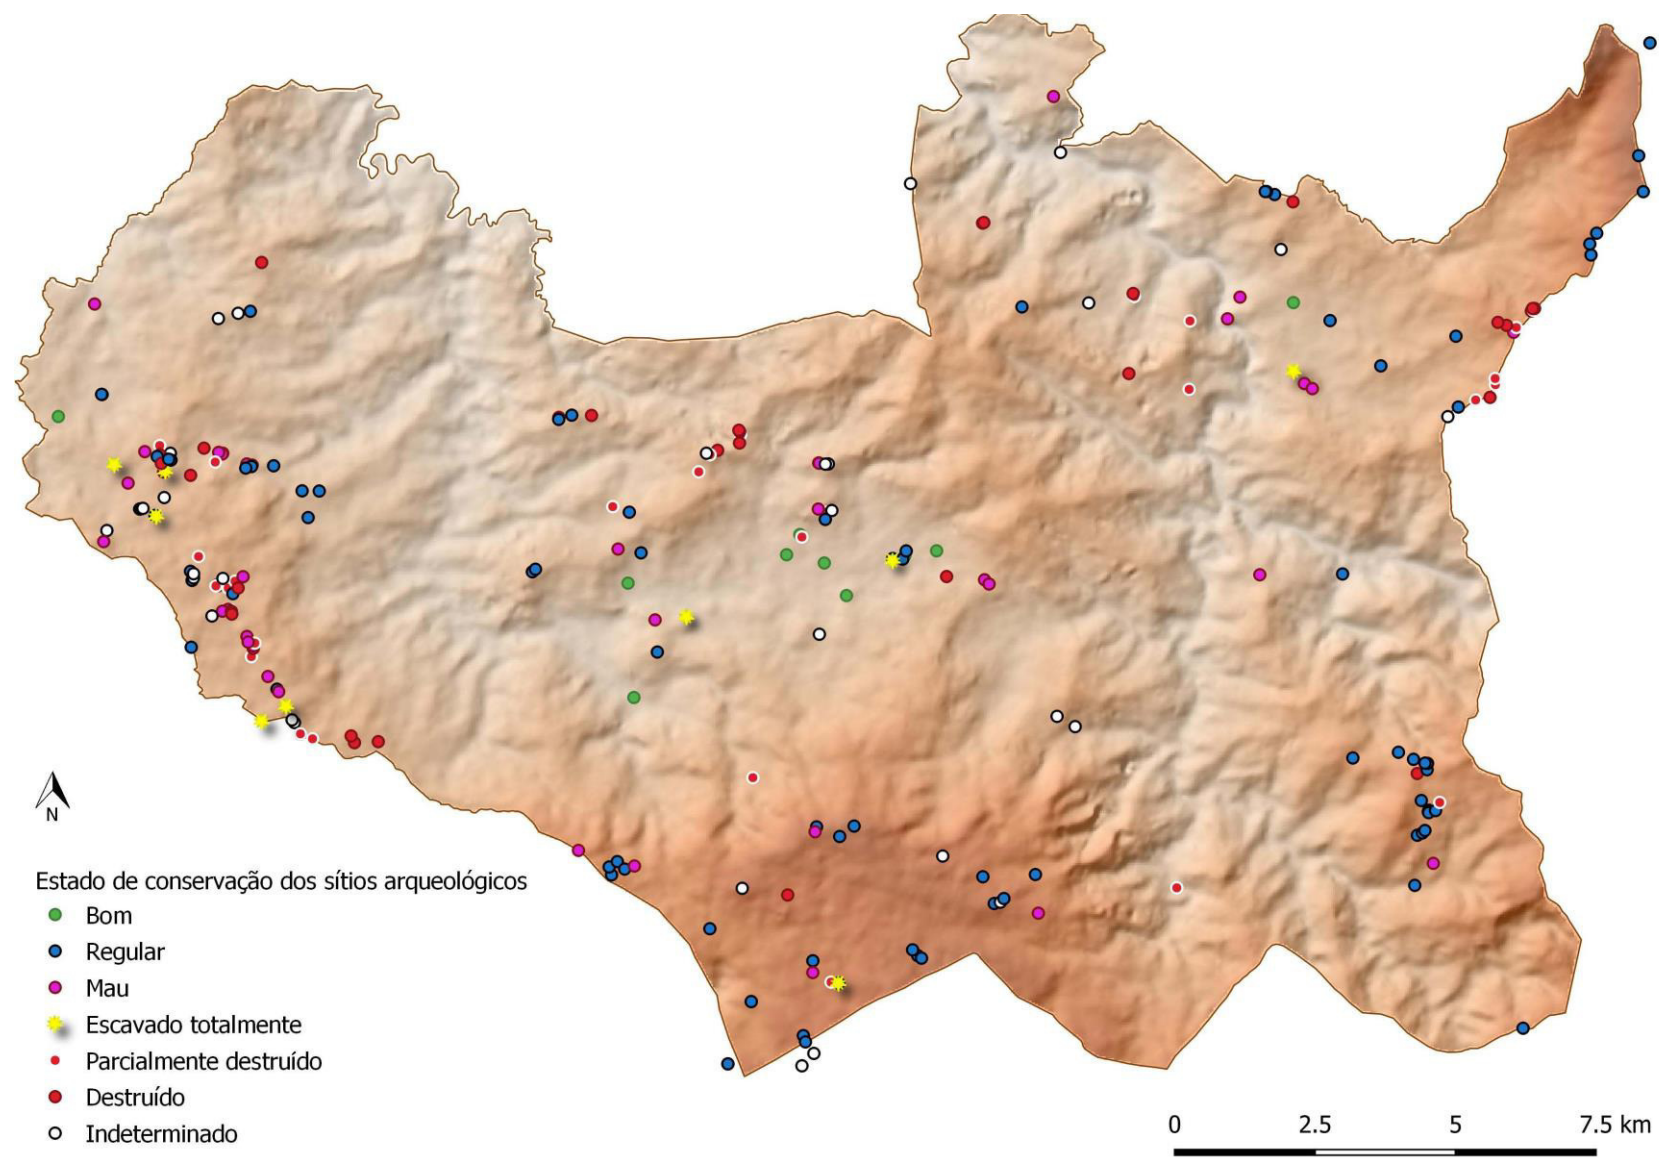 N
Estado de conservação dos sítios arqueológicos
Bom
Regular
Mau
Escavado totalmente
Parcialmente destruído
Destruído
Indeterminado
0 2.5 5 7.5 km